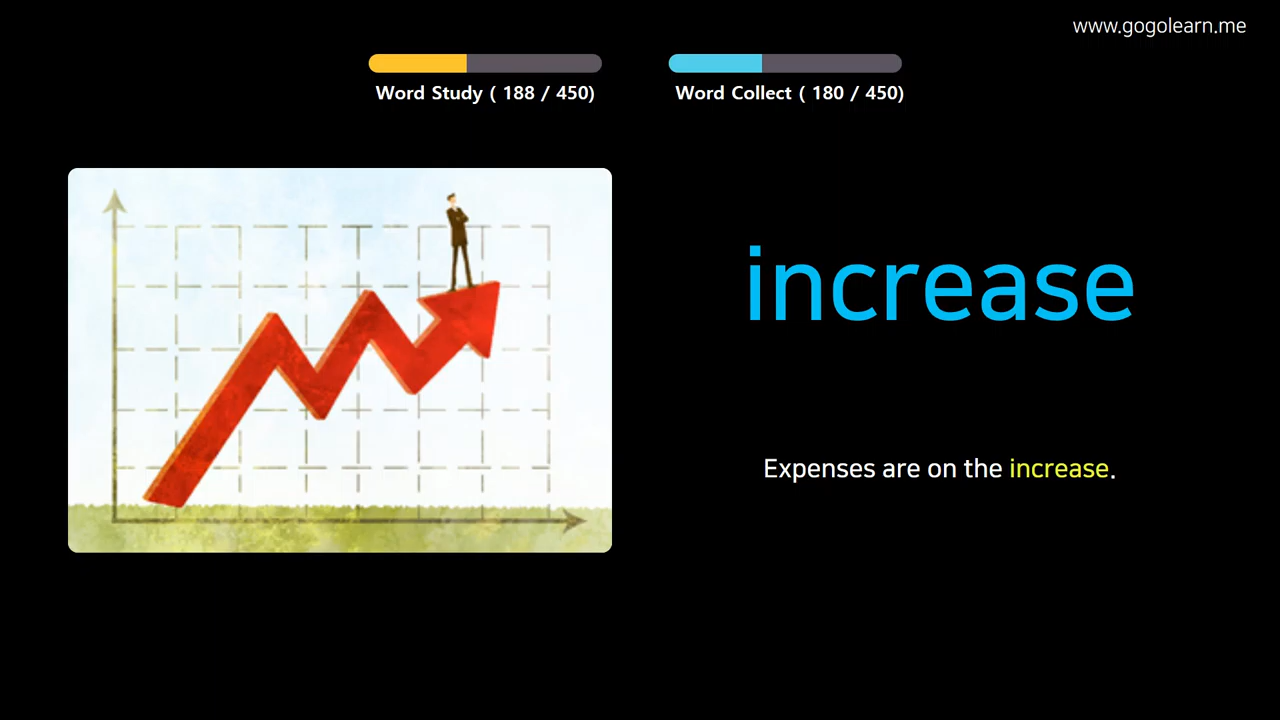 www.gogolearn.me
Word Study ( 188 / 450)
Word Collect ( 180 / 450)
increase
Expenses are on the increase.